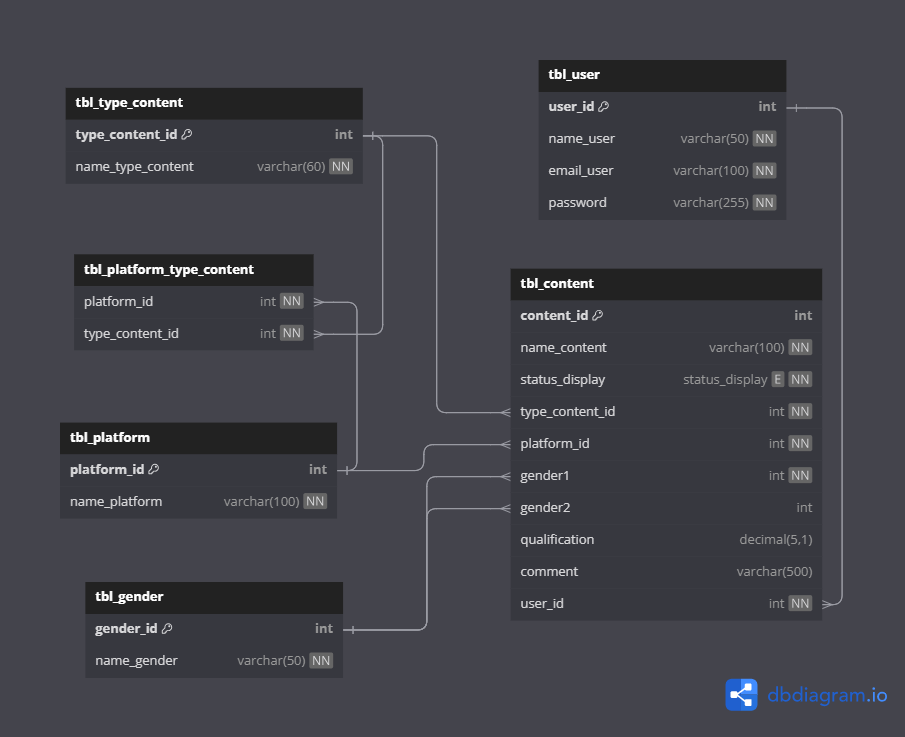 tbl_type_content
type_content_id int
name_type_content varchar(60) NN
tbl_platform_type_content
platform_id int NN
type_content_id int NN
tbl_platform
platform_id int
name_platform varchar(100) NN
tbl_gender
gender_id int
name_gender varchar(50) NN
tbl_user
user_id int
name_user varchar(50) NN
email_user varchar(100) NN
password varchar(255) NN
tbl_content
content_id int
name_content varchar(100) NN
status_display status_display E NN
type_content_id int NN
platform_id int NN
gender1 int NN
gender2 int
qualification decimal(5,1)
comment varchar(500)
user_id int NN
dbdiagram.io